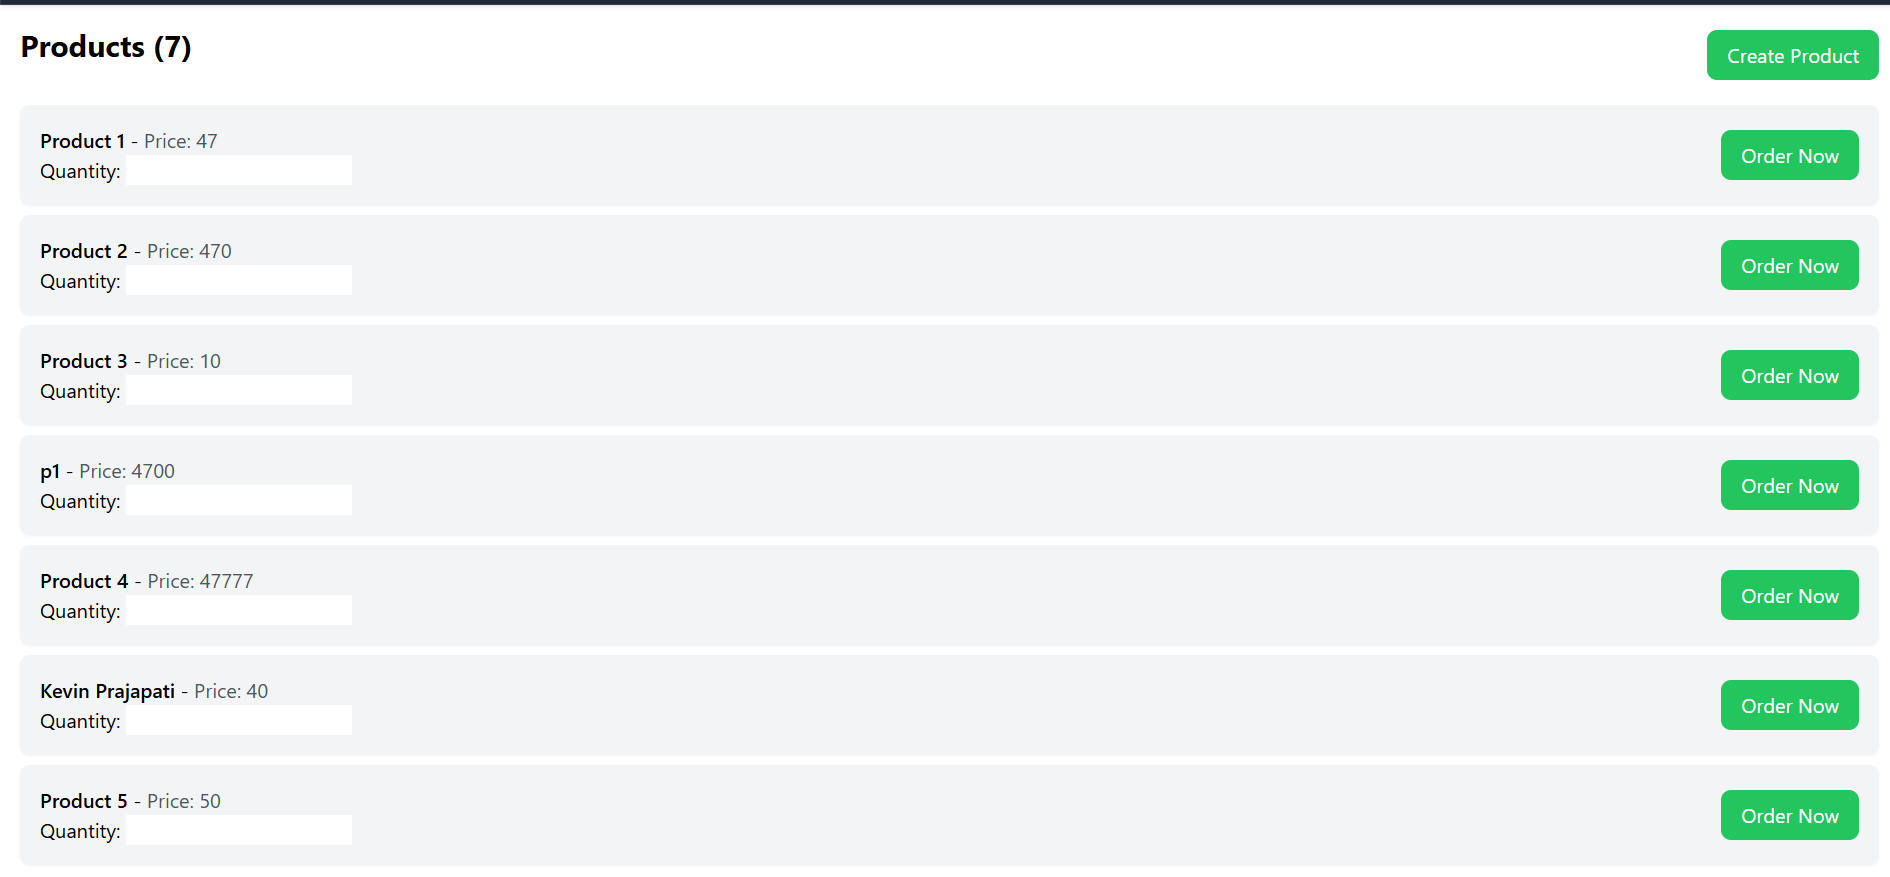 Products (7)
Create Product
Product 1 - Price: 47
Quantity:
Order Now
Product 2 - Price: 470
Quantity:
Order Now
Product 3 - Price: 10
Quantity:
Order Now
p1 - Price: 4700
Quantity:
Order Now
Product 4 - Price: 47777
Quantity:
Order Now
Kevin Prajapati - Price: 40
Quantity:
Order Now
Product 5 - Price: 50
Quantity:
Order Now